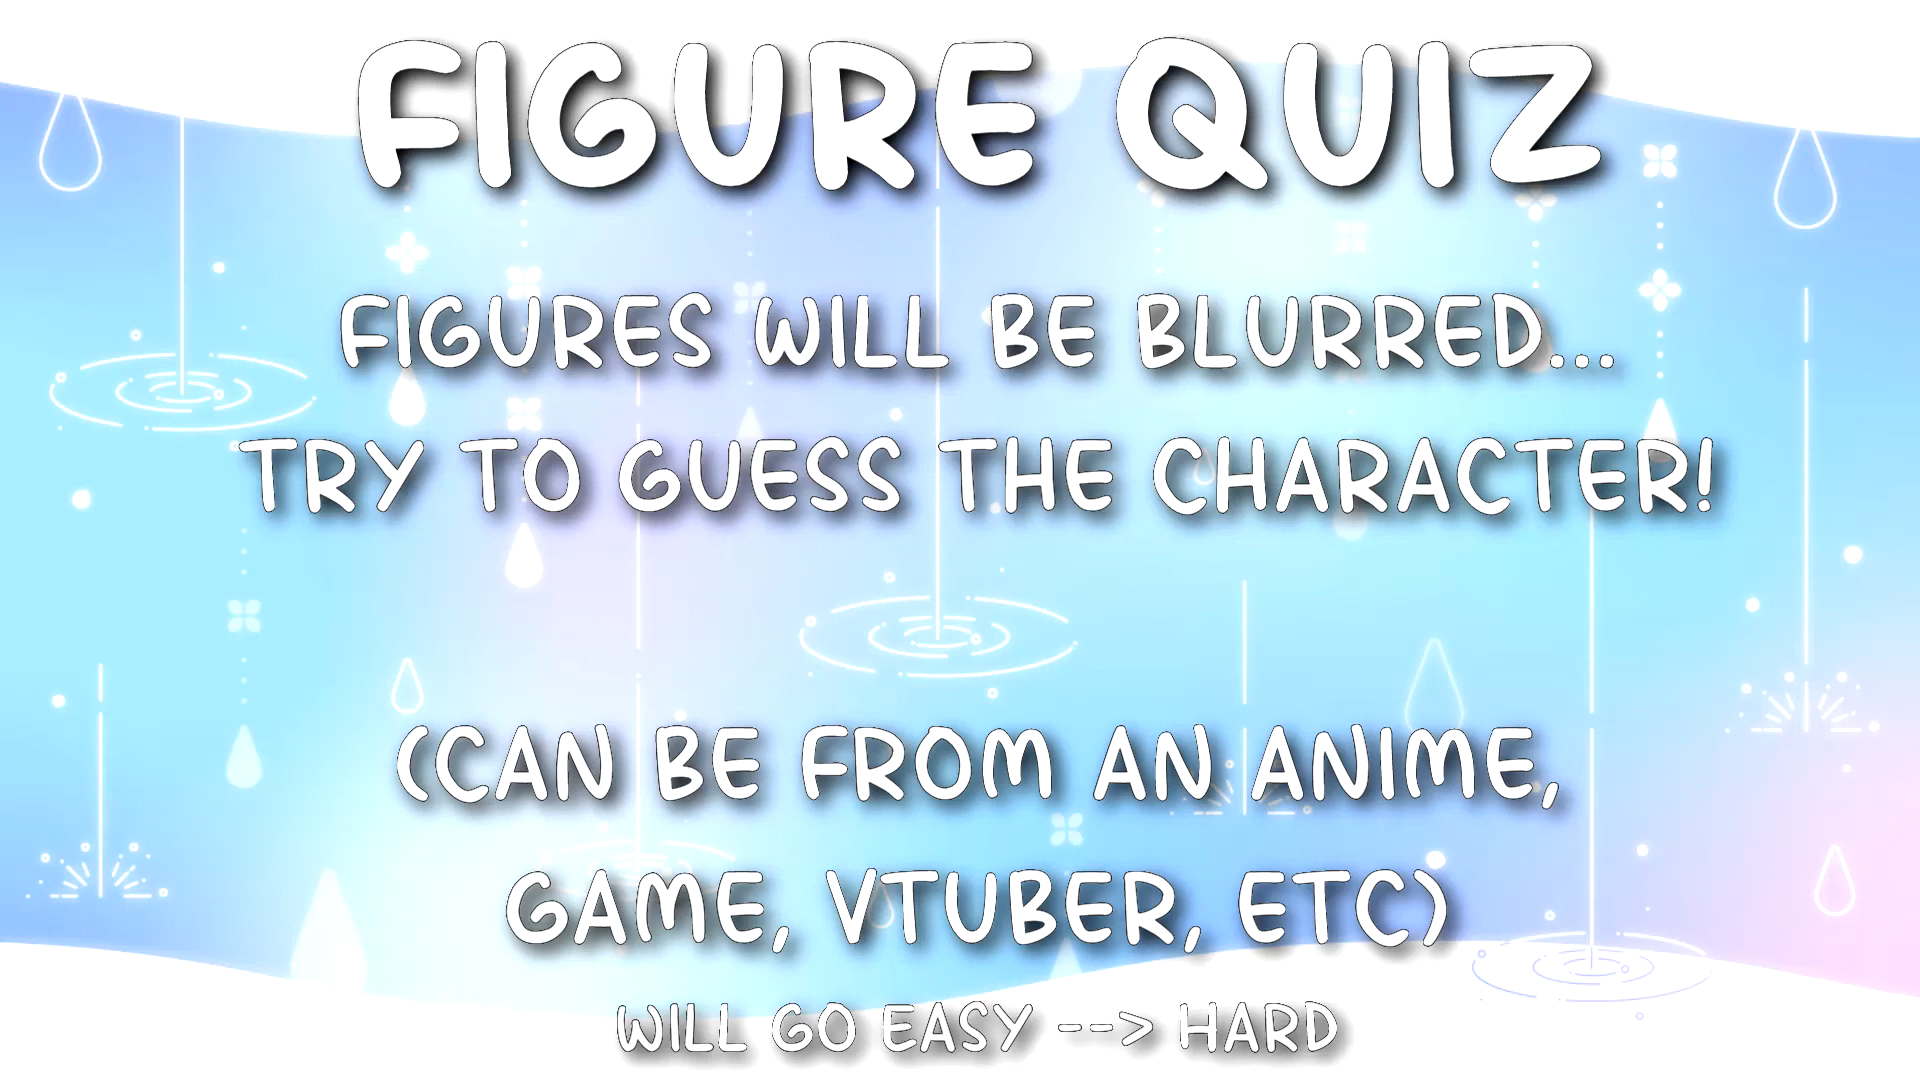 FIGURE QUIZ
FIGURES WILL BE BLURRED...
TRY TO GUESS THE CHARACTER!
(CAN BE FROM AN ANIME,
GAME, VTUBER, ETC)
WILL GO EASY --> HARD